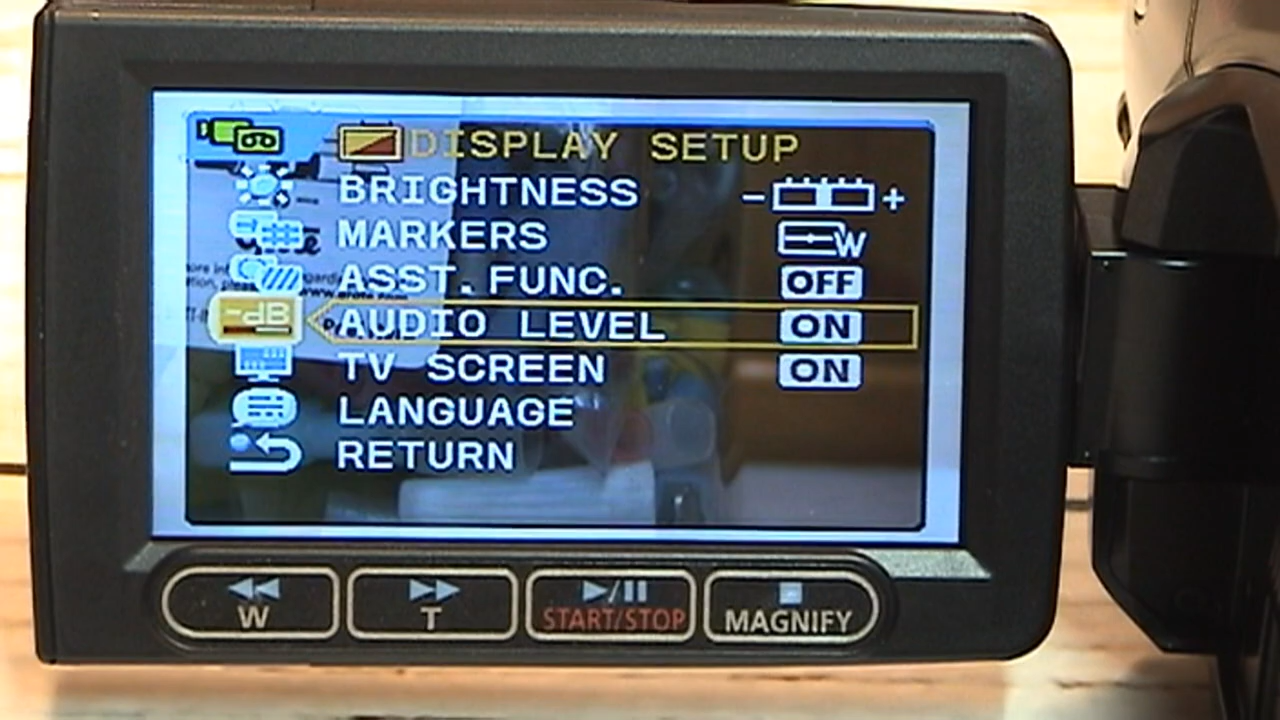 DISPLAY SETUP
BRIGHTNESS - +
MARKERS W
ASST.FUNC. OFF
-dB AUDIO LEVEL ON
TV SCREEN ON
LANGUAGE
RETURN
W T START/STOP MAGNIFY